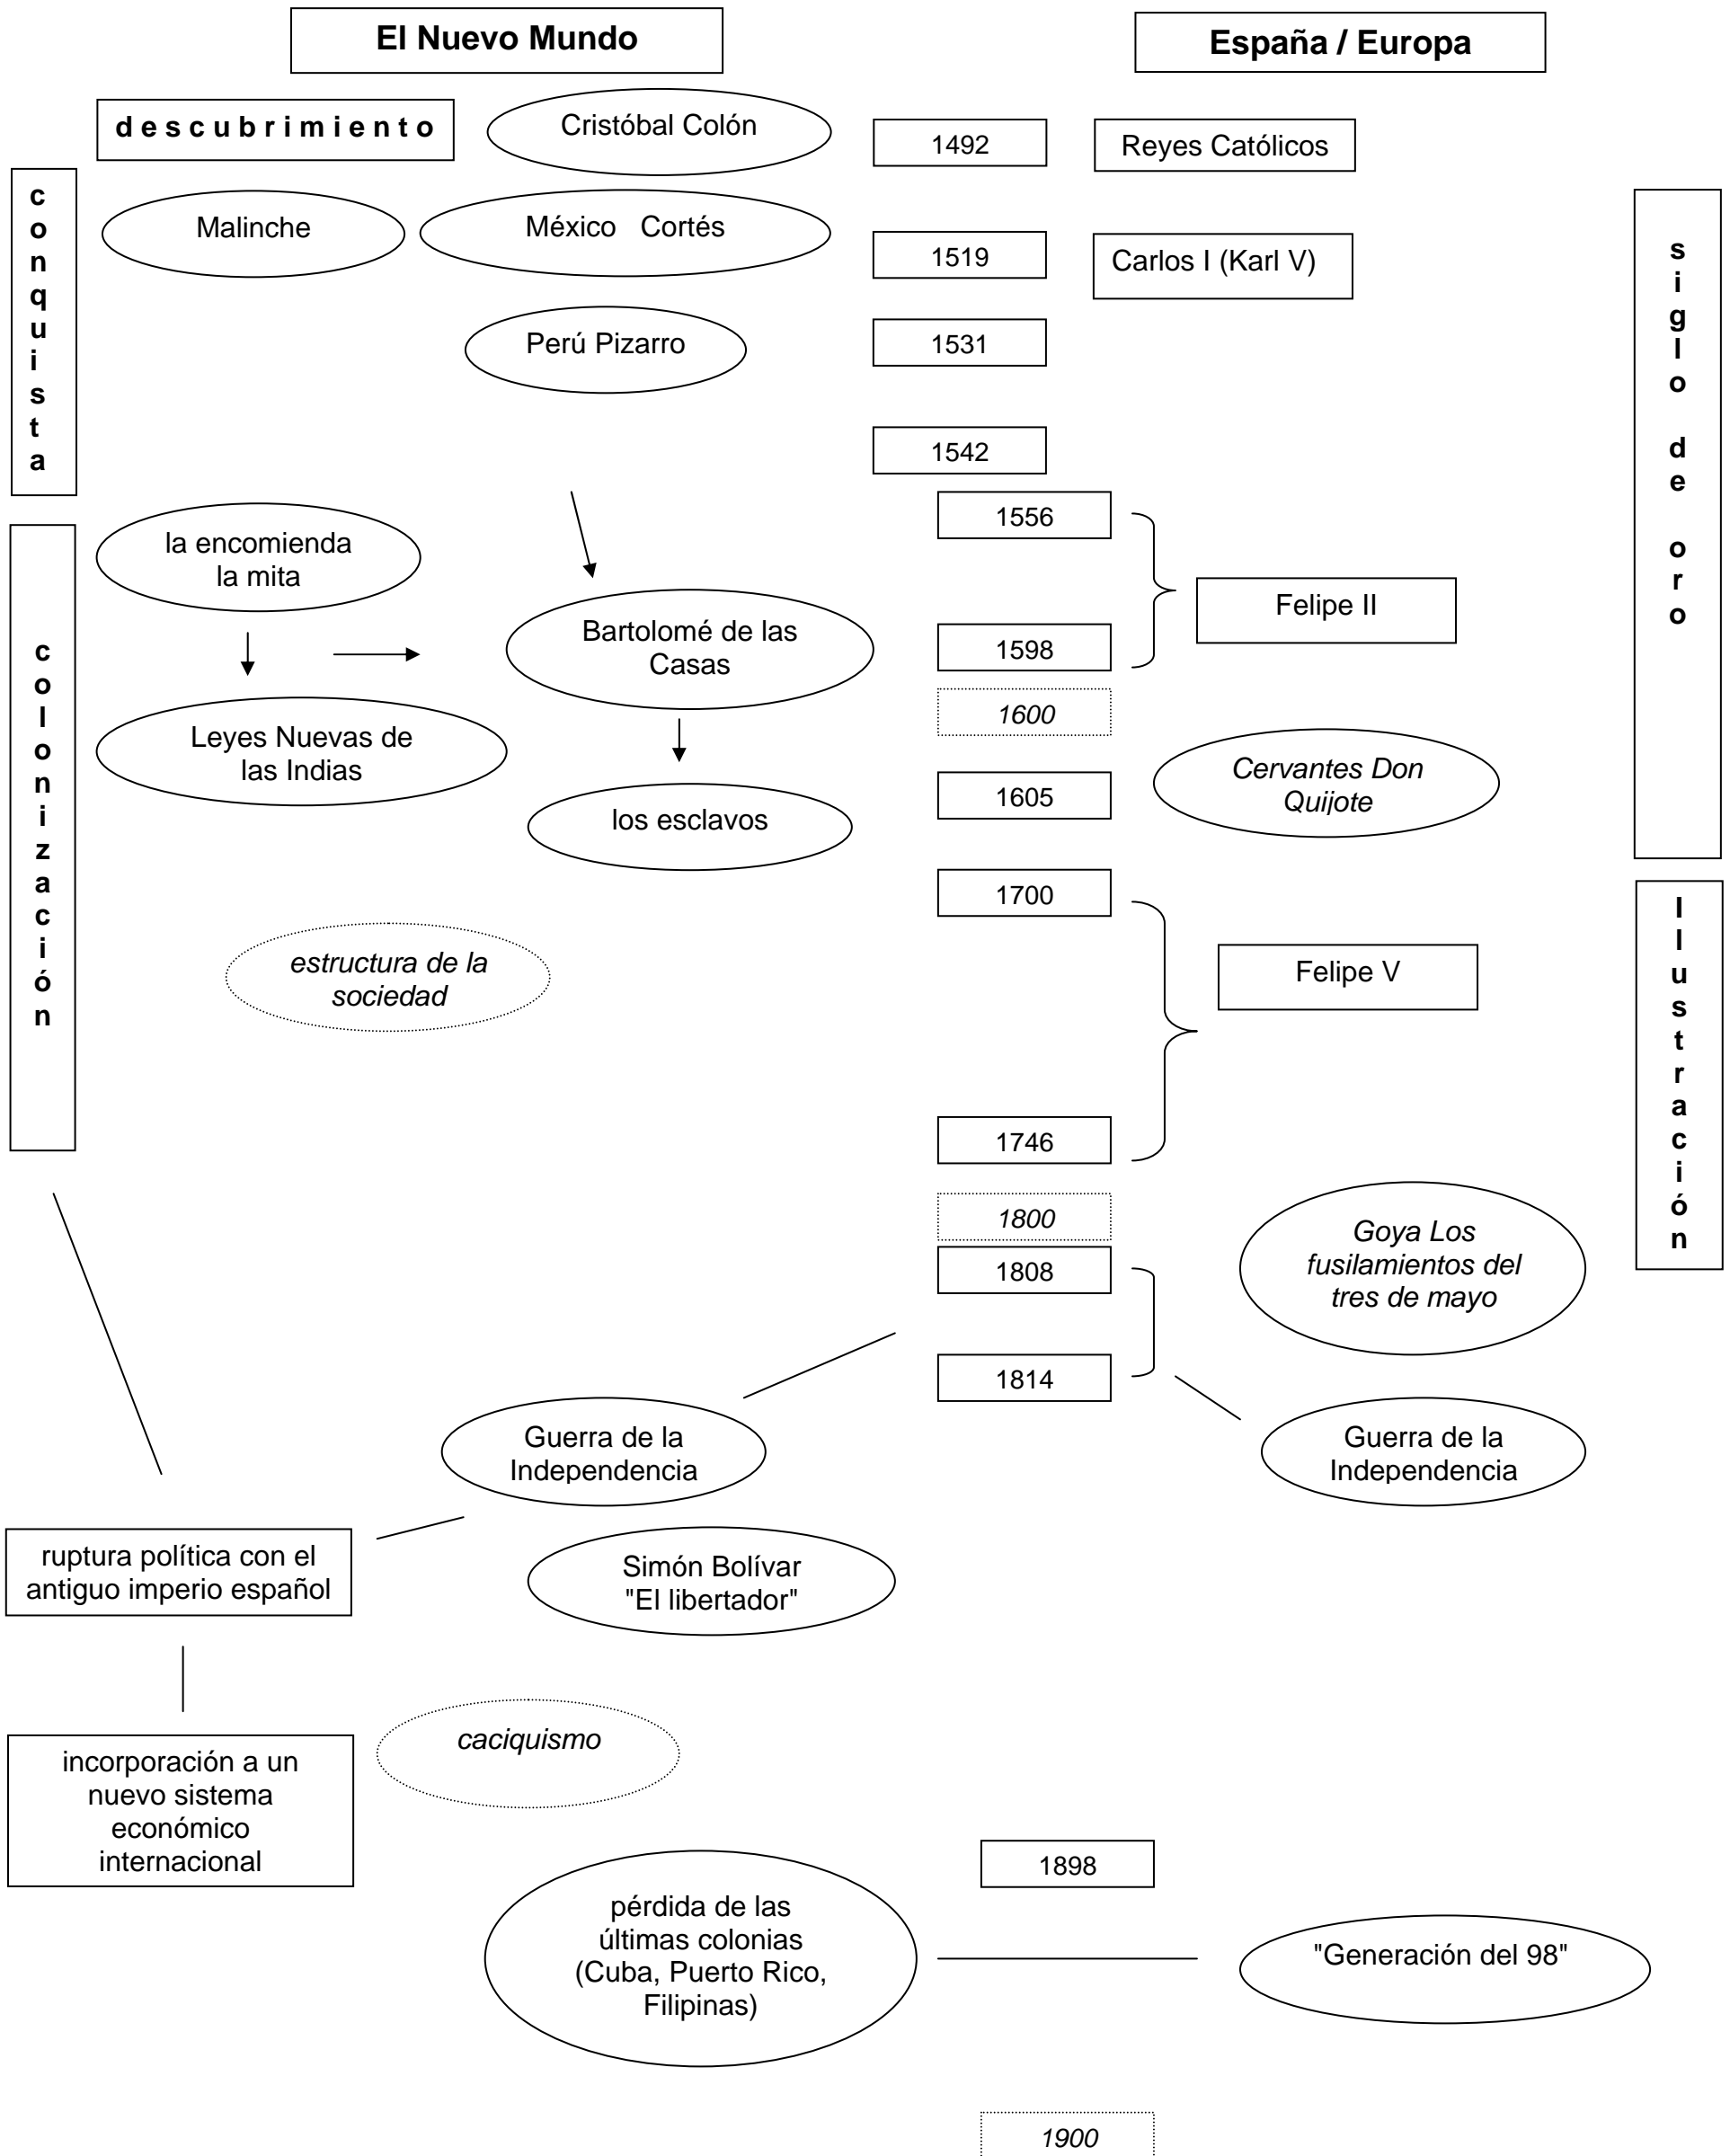 El Nuevo Mundo
España / Europa
descubrimiento
Cristóbal Colón
1492
Reyes Católicos
conquista
Malinche
México Cortés
1519
Carlos I (Karl V)
siglo de oro
Perú Pizarro
1531
1542
1556
la encomienda
la mita
Felipe II
colonización
Bartolomé de las
Casas
1598
1600
Leyes Nuevas de
las Indias
Cervantes Don
Quijote
1605
los esclavos
1700
Ilustración
estructura de la
sociedad
Felipe V
1746
1800
Goya Los
fusilamientos del
tres de mayo
1808
1814
Guerra de la
Independencia
Guerra de la
Independencia
ruptura política con el
antiguo imperio español
Simón Bolívar
"El libertador"
caciquismo
incorporación a un
nuevo sistema
económico
internacional
1898
pérdida de las
últimas colonias
(Cuba, Puerto Rico,
Filipinas)
"Generación del 98"
1900